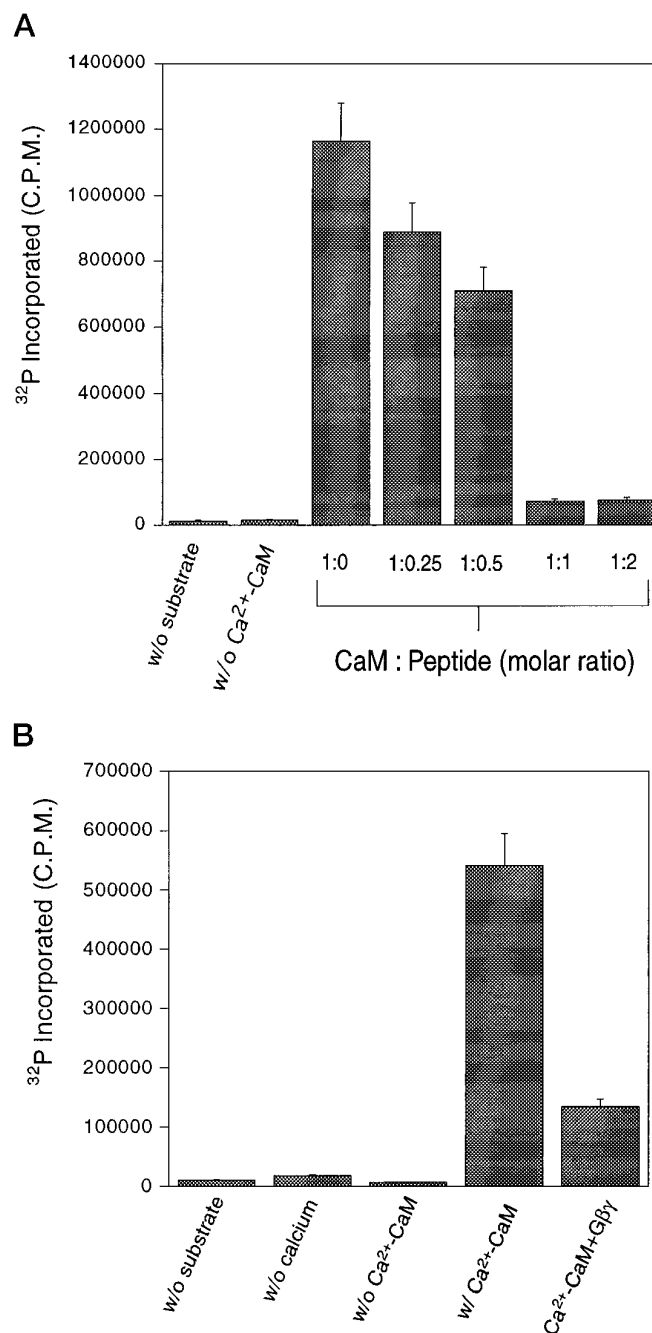 A
1400000
1200000
1000000
800000
600000
400000
200000
0
³²P Incorporated (C.P.M.)
w/o substrate
w/o Ca²⁺-CaM
1:0 1:0.25 1:0.5 1:1 1:2
CaM : Peptide (molar ratio)
B
700000
600000
500000
400000
300000
200000
100000
0
³²P Incorporated (C.P.M.)
w/o substrate
w/o calcium
w/o Ca²⁺-CaM
w/ Ca²⁺-CaM
Ca²⁺-CaM+Gβγ